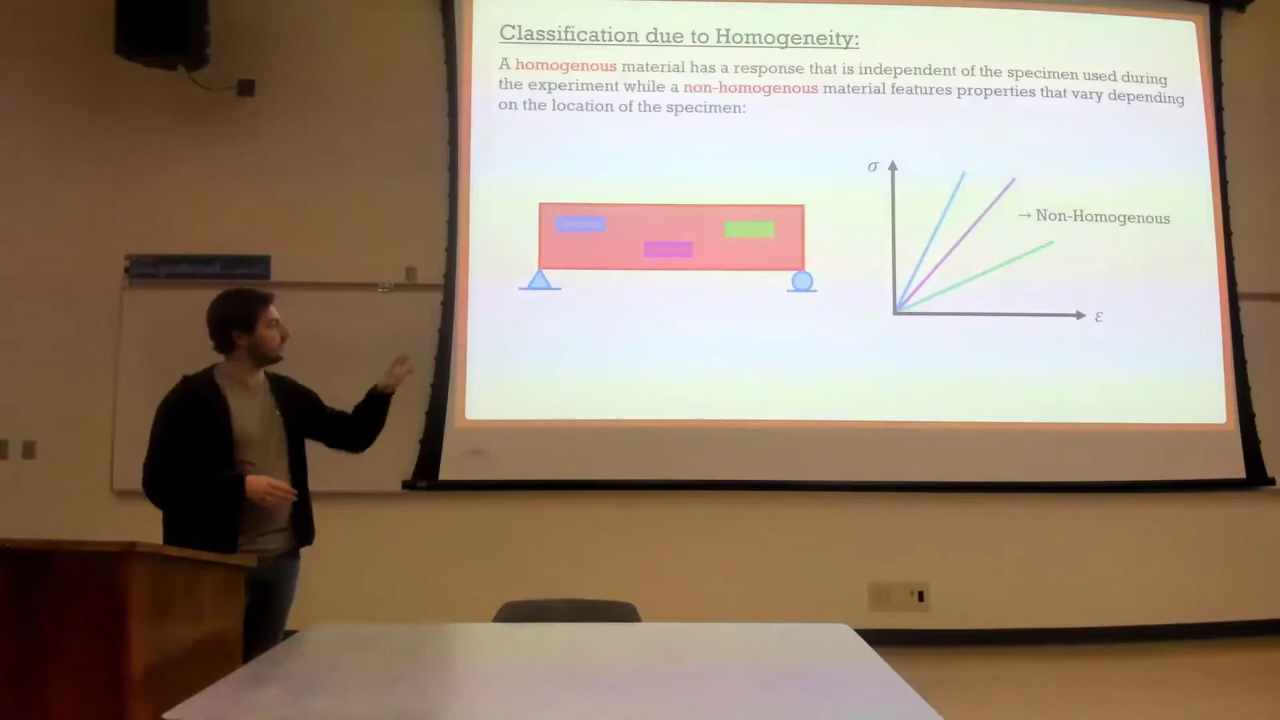 Classification due to Homogeneity:
A homogenous material has a response that is independent of the specimen used during
the experiment while a non-homogenous material features properties that vary depending
on the location of the specimen:
σ
→ Non-Homogenous
ε